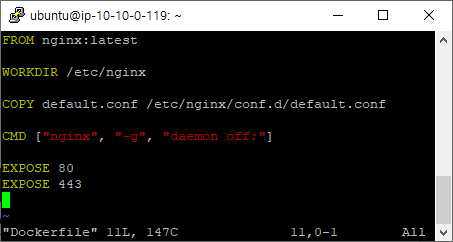 ubuntu@ip-10-10-0-119: ~
FROM nginx:latest
WORKDIR /etc/nginx
COPY default.conf /etc/nginx/conf.d/default.conf
CMD ["nginx", "-g", "daemon off;"]
EXPOSE 80
EXPOSE 443
~
"Dockerfile" 11L, 147C 11,0-1 All